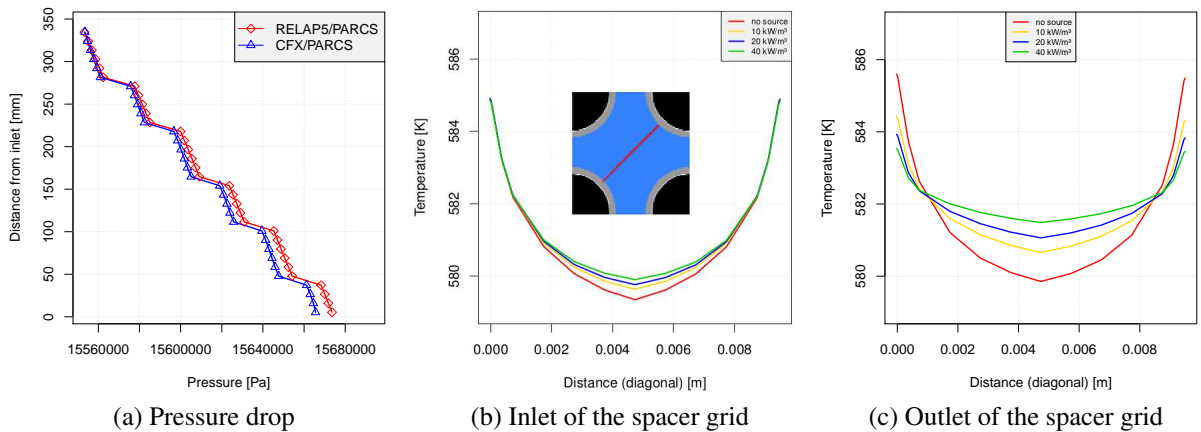 Distance from inlet [mm]
350
300
250
200
150
100
50
0
RELAP5/PARCS
CFX/PARCS
15560000 15600000 15640000 15680000
Pressure [Pa]
(a) Pressure drop
Temperature [K]
586
584
582
580
no source
10 kW/m³
20 kW/m³
40 kW/m³
0.000 0.002 0.004 0.006 0.008
Distance (diagonal) [m]
(b) Inlet of the spacer grid
Temperature [K]
586
584
582
580
no source
10 kW/m³
20 kW/m³
40 kW/m³
0.000 0.002 0.004 0.006 0.008
Distance (diagonal) [m]
(c) Outlet of the spacer grid